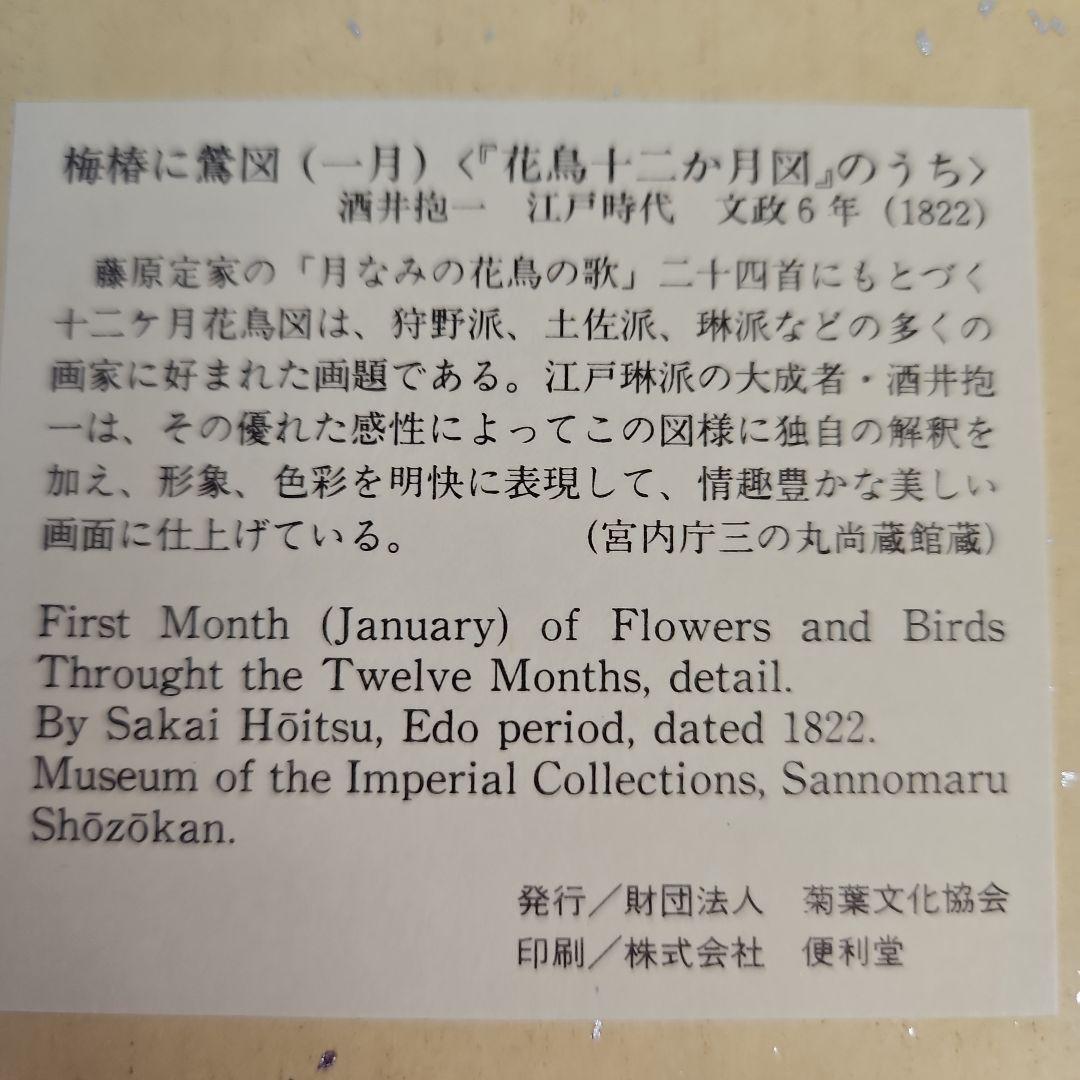 梅椿に鶯図（一月）〈『花鳥十二か月図』のうち〉
酒井抱一　江戸時代　文政６年（1822）
藤原定家の「月なみの花鳥の歌」二十四首にもとづく
十二ケ月花鳥図は、狩野派、土佐派、琳派などの多くの
画家に好まれた画題である。江戸琳派の大成者・酒井抱
一は、その優れた感性によってこの図様に独自の解釈を
加え、形象、色彩を明快に表現して、情趣豊かな美しい
画面に仕上げている。　　　　（宮内庁三の丸尚蔵館蔵）
First Month (January) of Flowers and Birds
Throught the Twelve Months, detail.
By Sakai Hōitsu, Edo period, dated 1822.
Museum of the Imperial Collections, Sannomaru
Shōzōkan.
発行／財団法人　菊葉文化協会
印刷／株式会社　便利堂